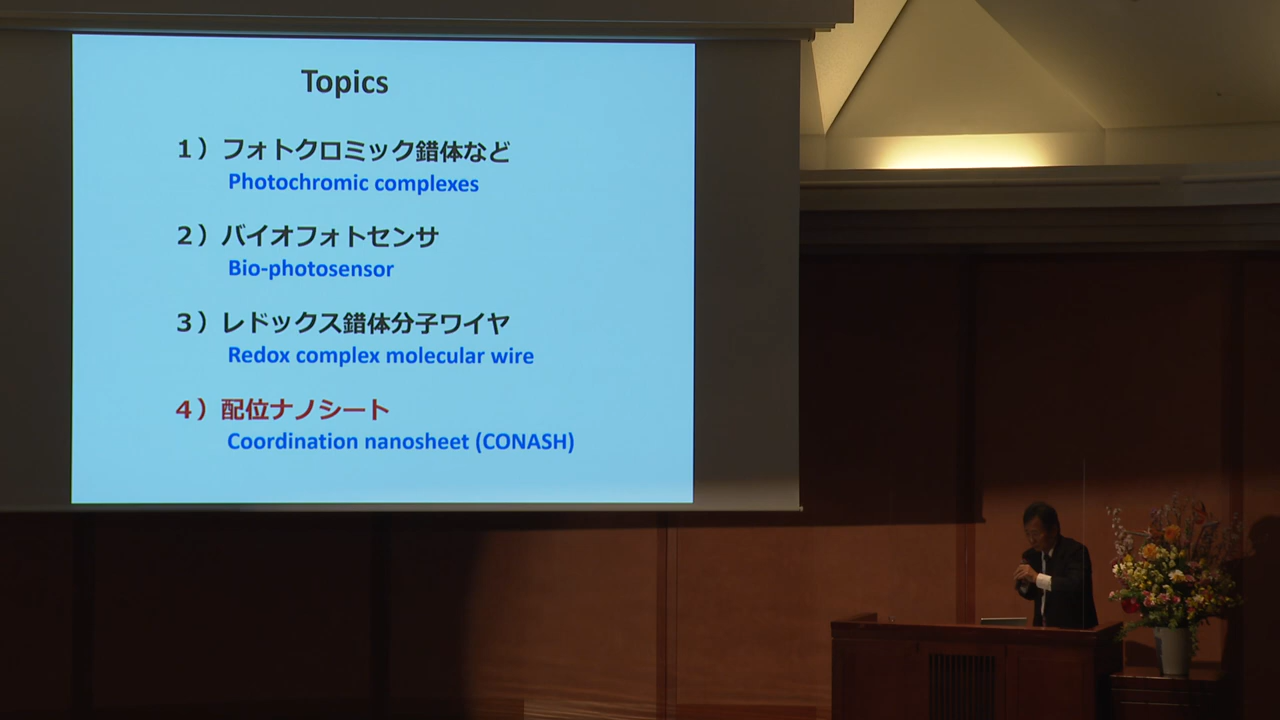 Topics
１）フォトクロミック錯体など
Photochromic complexes
２）バイオフォトセンサ
Bio-photosensor
３）レドックス錯体分子ワイヤ
Redox complex molecular wire
４）配位ナノシート
Coordination nanosheet (CONASH)